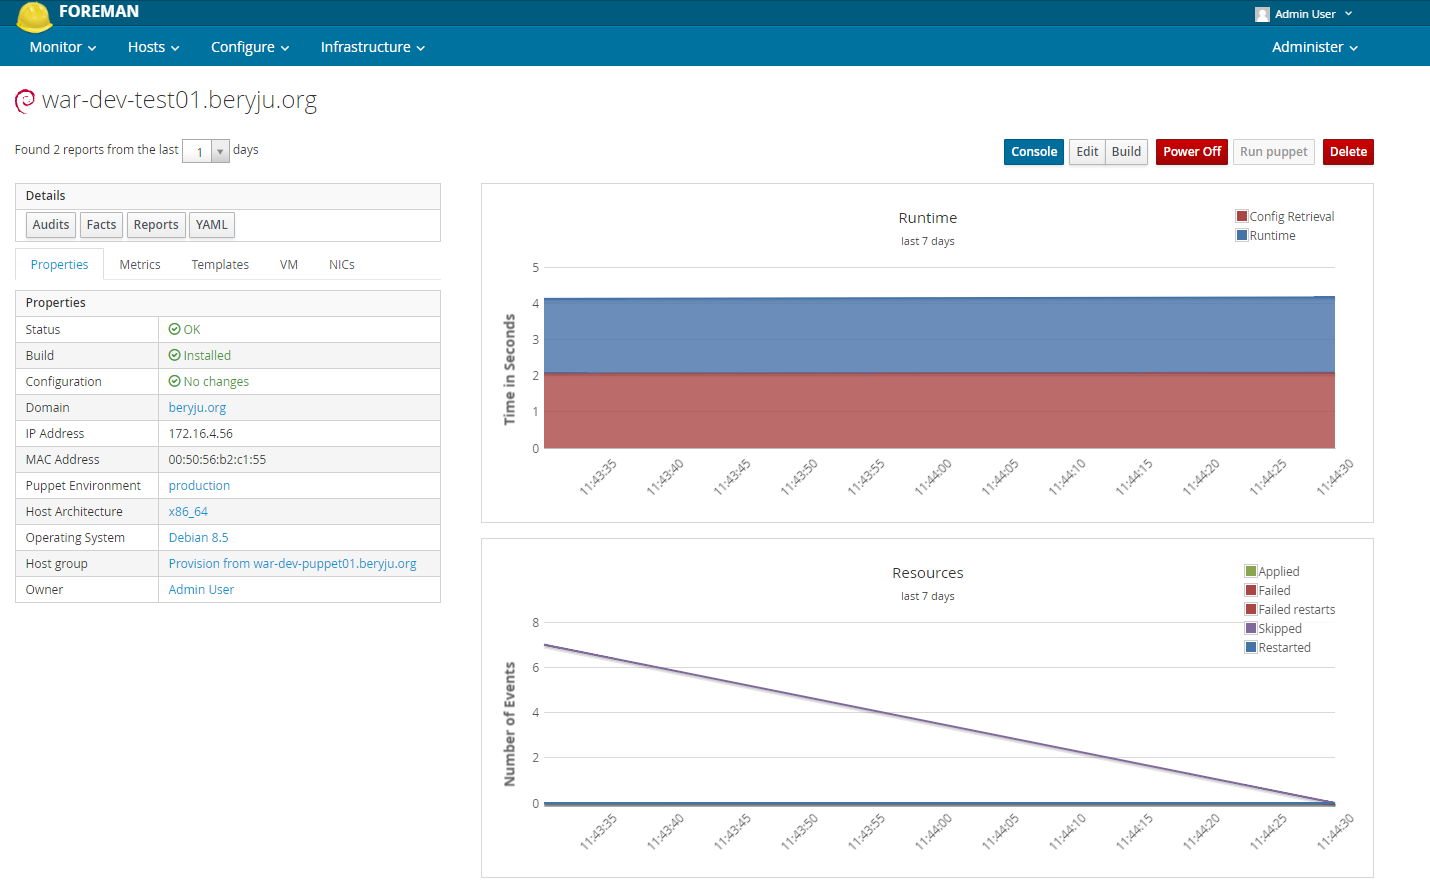 FOREMAN
Admin User
Monitor Hosts Configure Infrastructure Administer
war-dev-test01.beryju.org
Found 2 reports from the last 1 days
Console Edit Build Power Off Run puppet Delete
Details
Audits Facts Reports YAML
Properties Metrics Templates VM NICs
Properties
Status OK
Build Installed
Configuration No changes
Domain beryju.org
IP Address 172.16.4.56
MAC Address 00:50:56:b2:c1:55
Puppet Environment production
Host Architecture x86_64
Operating System Debian 8.5
Host group Provision from war-dev-puppet01.beryju.org
Owner Admin User
Runtime
last 7 days
Config Retrieval
Runtime
Time in Seconds
5
4
3
2
1
0
11:43:35 11:43:40 11:43:45 11:43:50 11:43:55 11:44:00 11:44:05 11:44:10 11:44:15 11:44:20 11:44:25 11:44:30
Resources
last 7 days
Applied
Failed
Failed restarts
Skipped
Restarted
Number of Events
8
6
4
2
0
11:43:35 11:43:40 11:43:45 11:43:50 11:43:55 11:44:00 11:44:05 11:44:10 11:44:15 11:44:20 11:44:25 11:44:30